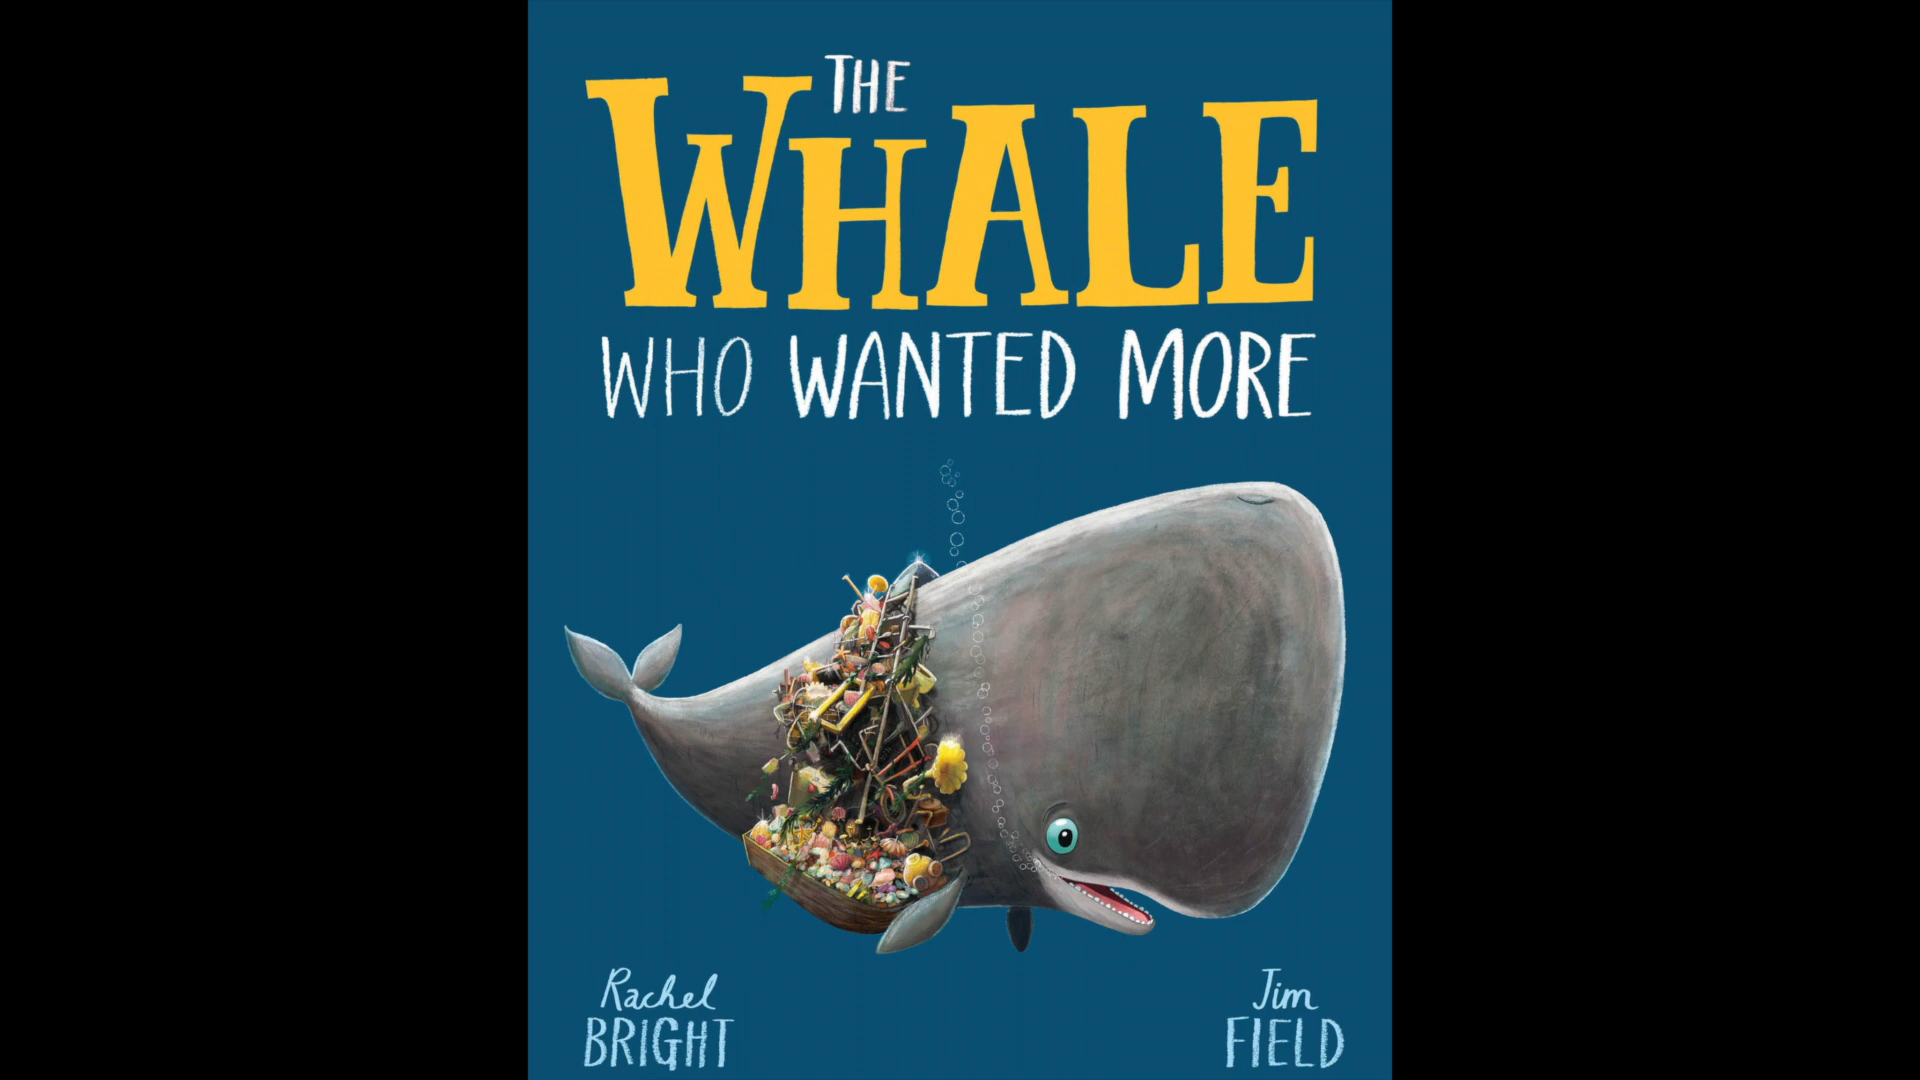 THE
WHALE
WHO WANTED MORE
Rachel
BRIGHT
Jim
FIELD